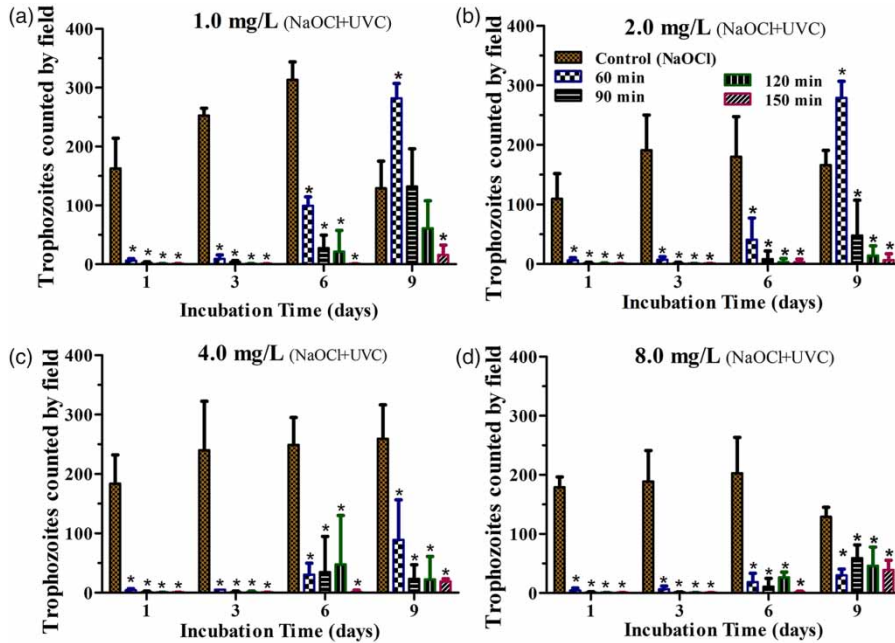 (a)
1.0 mg/L (NaOCl+UVC)
Trophozoites counted by field
400
300
200
100
0
* * * *
* * * *
* * * *
* *
1 3 6 9
Incubation Time (days)
(b)
2.0 mg/L (NaOCl+UVC)
Control (NaOCl)
60 min
90 min
120 min
150 min
Trophozoites counted by field
400
300
200
100
0
* * * *
* * * *
* * * *
* * * *
1 3 6 9
Incubation Time (days)
(c)
4.0 mg/L (NaOCl+UVC)
Trophozoites counted by field
400
300
200
100
0
* * * *
* * * *
* * * *
* * * *
1 3 6 9
Incubation Time (days)
(d)
8.0 mg/L (NaOCl+UVC)
Trophozoites counted by field
400
300
200
100
0
* * * *
* * * *
* * * *
* * * *
1 3 6 9
Incubation Time (days)